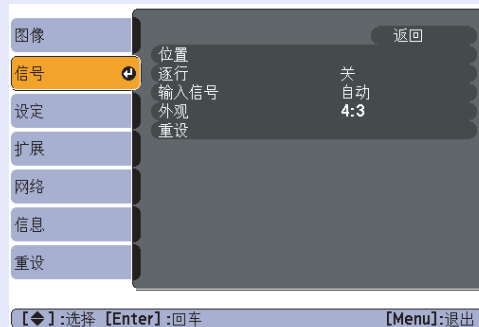 图像
信号
设定
扩展
网络
信息
重设
返回
位置
逐行 关
输入信号 自动
外观 4:3
重设
[◆]:选择 [Enter]:回车 [Menu]:退出